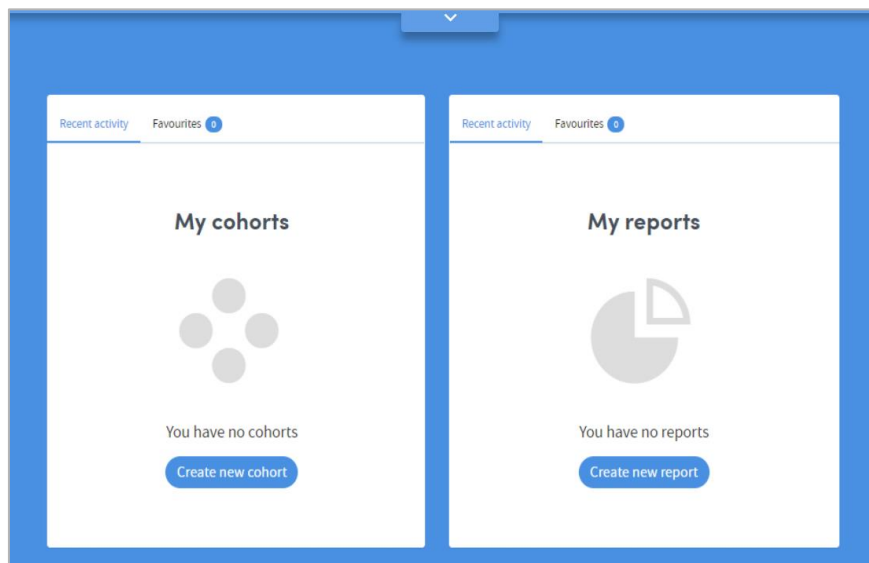 Recent activity Favourites 0
My cohorts
You have no cohorts
Create new cohort
Recent activity Favourites 0
My reports
You have no reports
Create new report